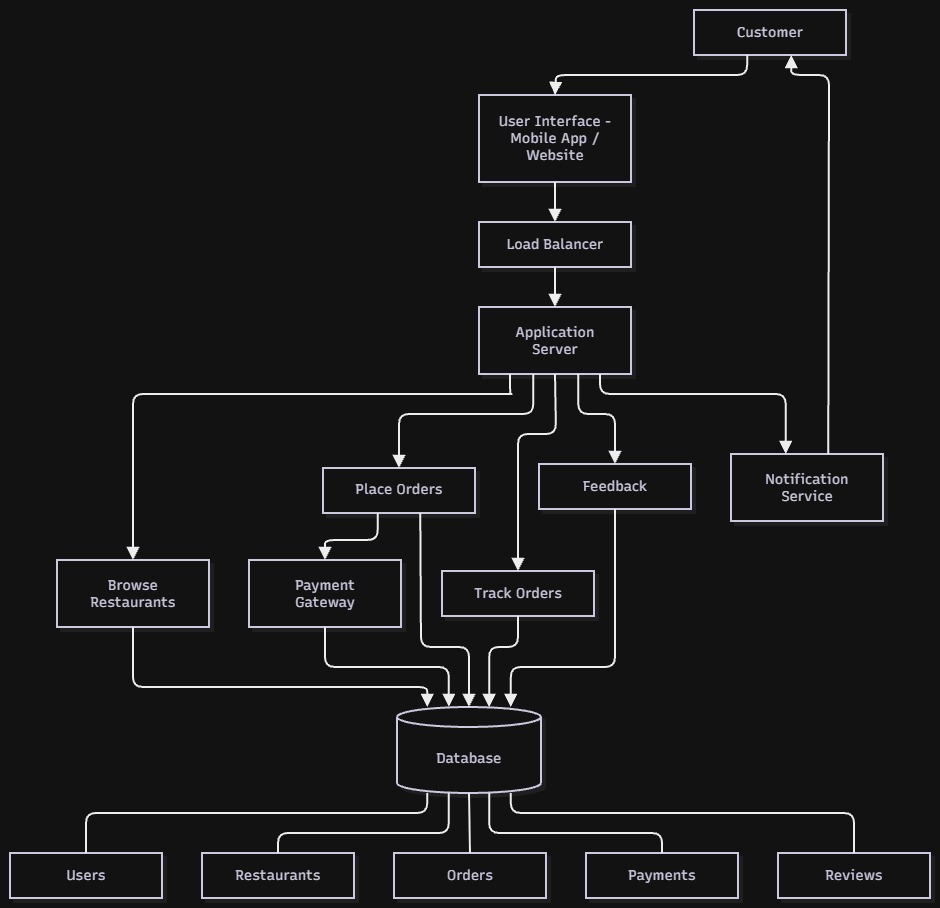 Customer
User Interface -
Mobile App /
Website
Load Balancer
Application
Server
Place Orders
Feedback
Notification
Service
Browse
Restaurants
Payment
Gateway
Track Orders
Database
Users
Restaurants
Orders
Payments
Reviews